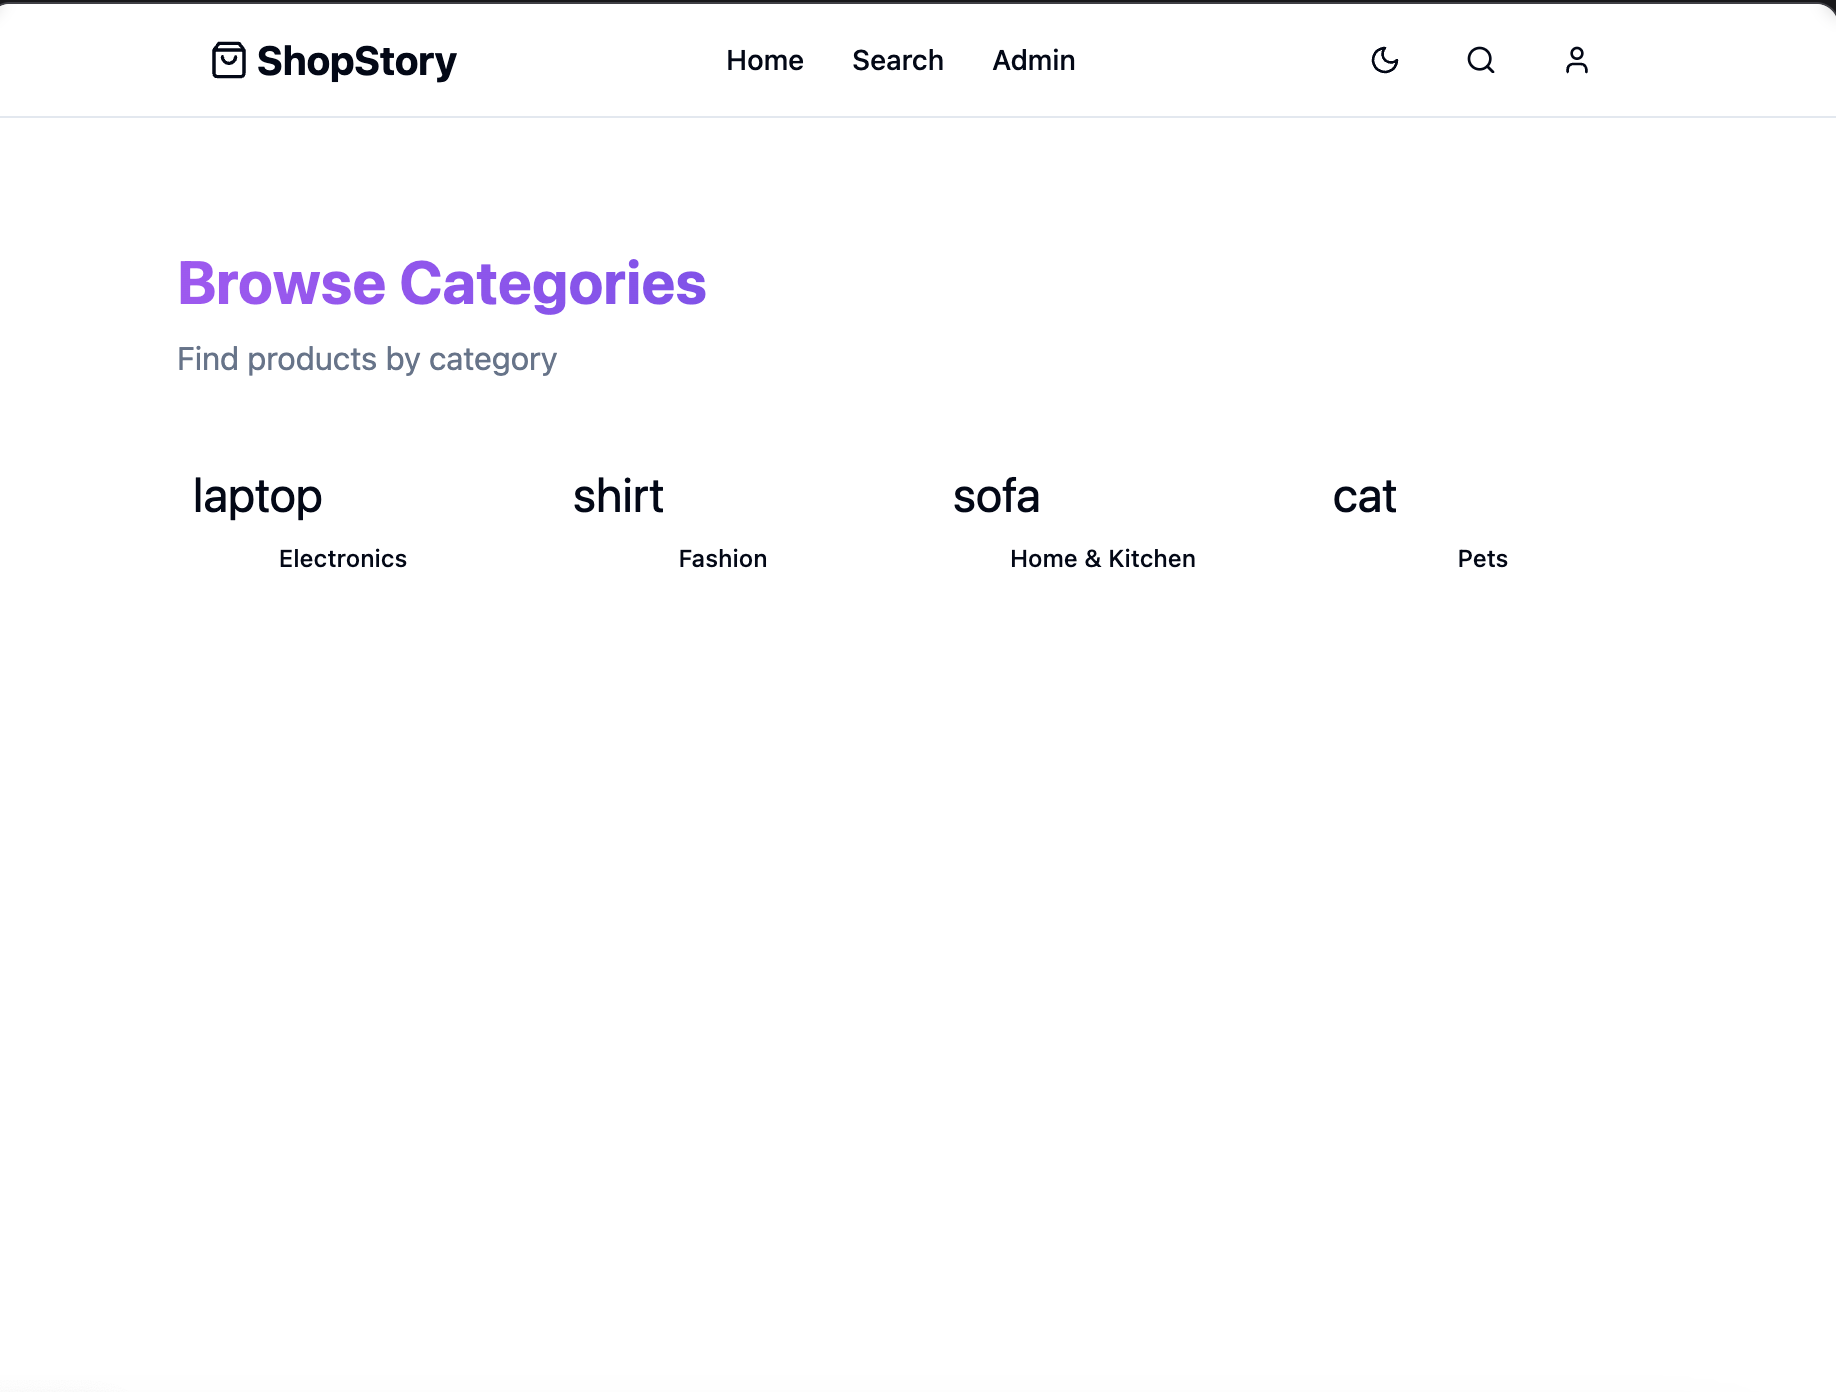 ShopStory
Home Search Admin
Browse Categories
Find products by category
laptop shirt sofa cat
Electronics Fashion Home & Kitchen Pets